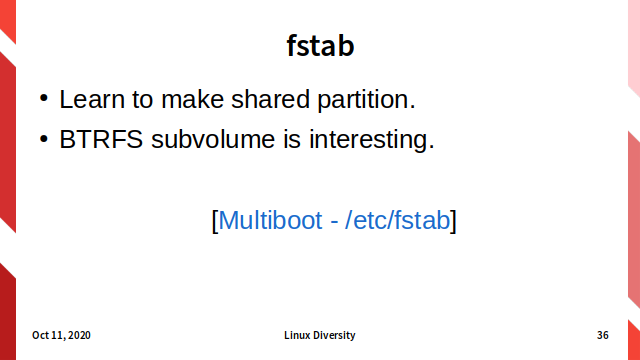 fstab
• Learn to make shared partition.
• BTRFS subvolume is interesting.
[Multiboot - /etc/fstab]
Oct 11, 2020 Linux Diversity 36